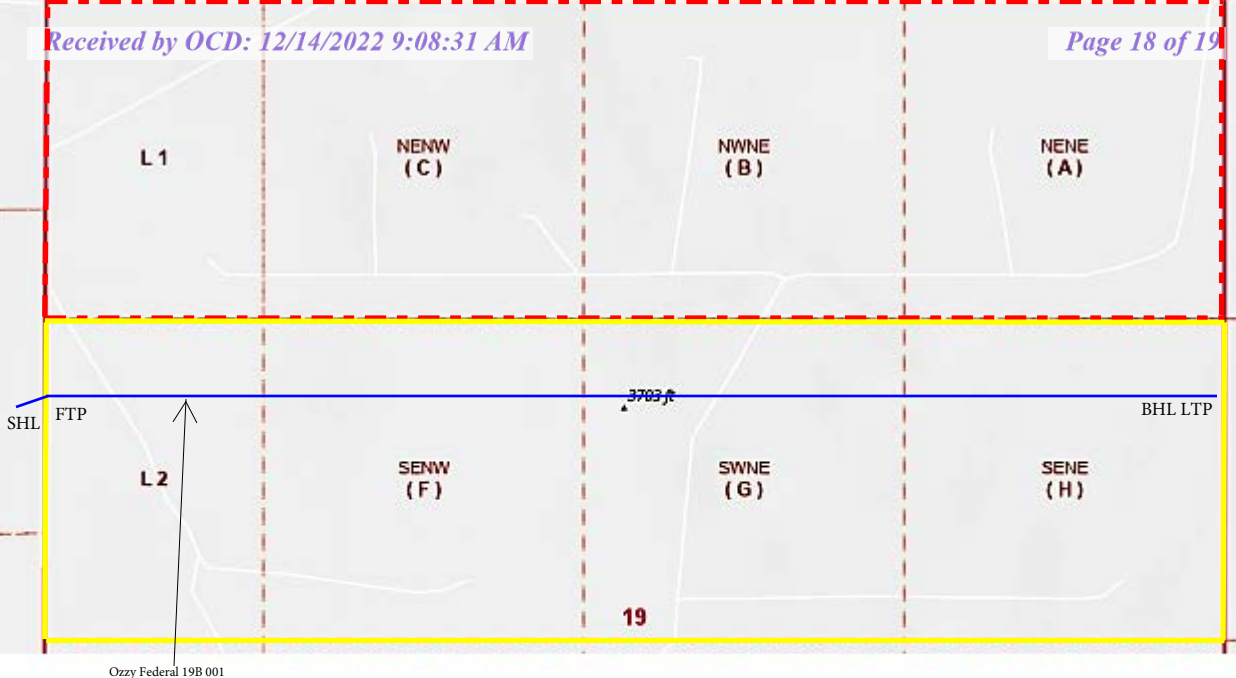 Received by OCD: 12/14/2022 9:08:31 AM
Page 18 of 19
L 1
NENW
(C)
NWNE
(B)
NENE
(A)
3703 ft
SHL
FTP
BHL LTP
L 2
SENW
(F)
SWNE
(G)
SENE
(H)
19
Ozzy Federal 19B 001